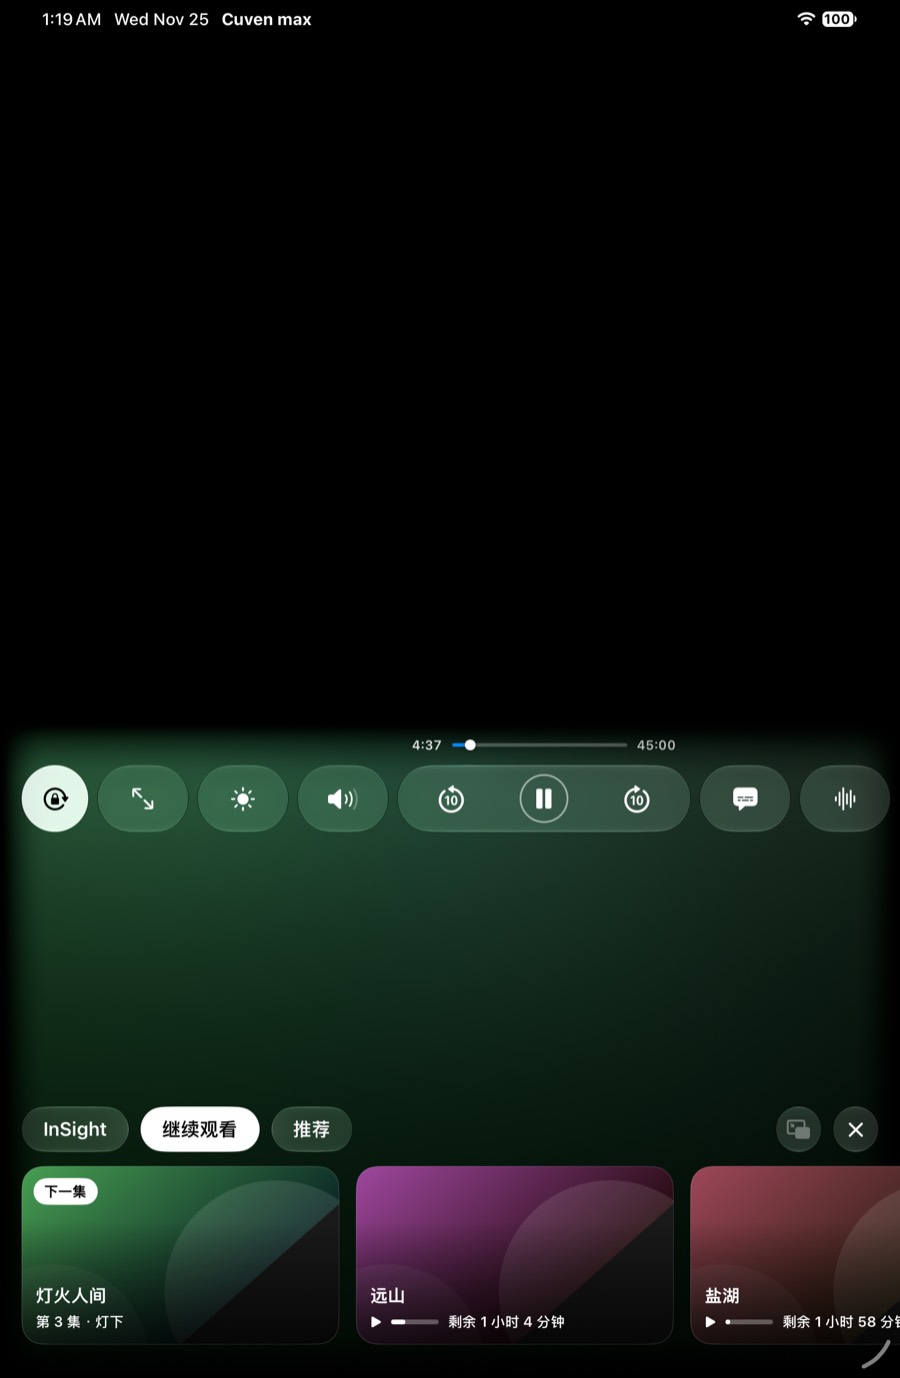 1:19 AM Wed Nov 25 Cuven max
100
4:37 45:00
10 10
InSight 继续观看 推荐
下一集
灯火人间
第 3 集 · 灯下
远山
剩余 1 小时 4 分钟
盐湖
剩余 1 小时 58 分